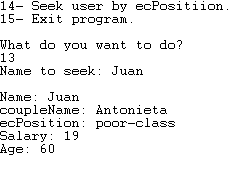 14- Seek user by ecPositiion.
15- Exit program.
What do you want to do?
13
Name to seek: Juan
Name: Juan
coupleName: Antonieta
ecPosition: poor-class
Salary: 19
Age: 60